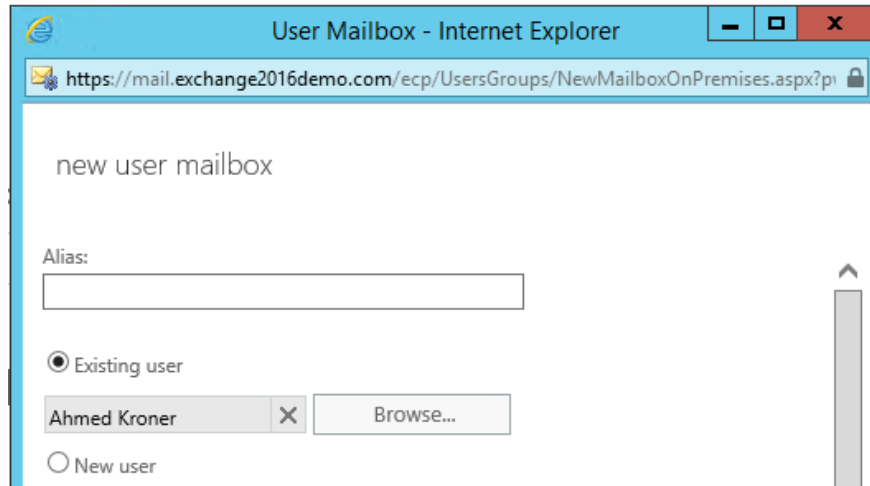 User Mailbox - Internet Explorer
https://mail.exchange2016demo.com/ecp/UsersGroups/NewMailboxOnPremises.aspx?p
new user mailbox
Alias:
Existing user
Ahmed Kroner
Browse...
New user